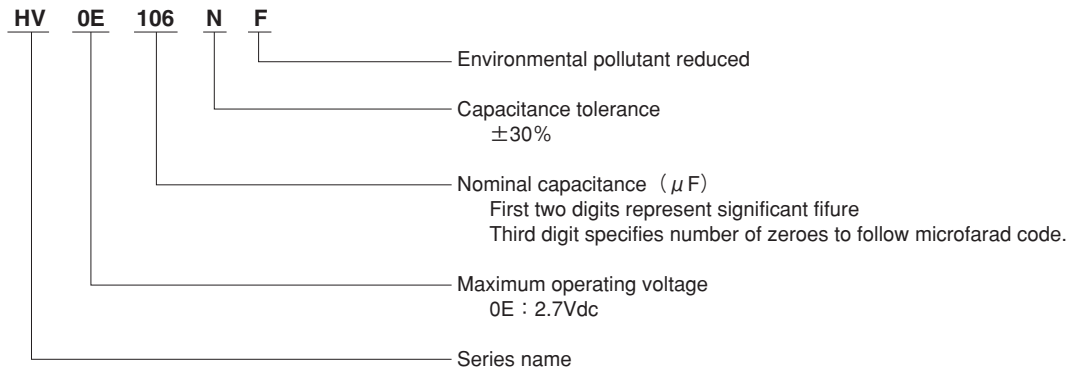 HV 0E 106 N F
Environmental pollutant reduced
Capacitance tolerance
±30%
Nominal capacitance（μF）
First two digits represent significant fifure
Third digit specifies number of zeroes to follow microfarad code.
Maximum operating voltage
0E：2.7Vdc
Series name